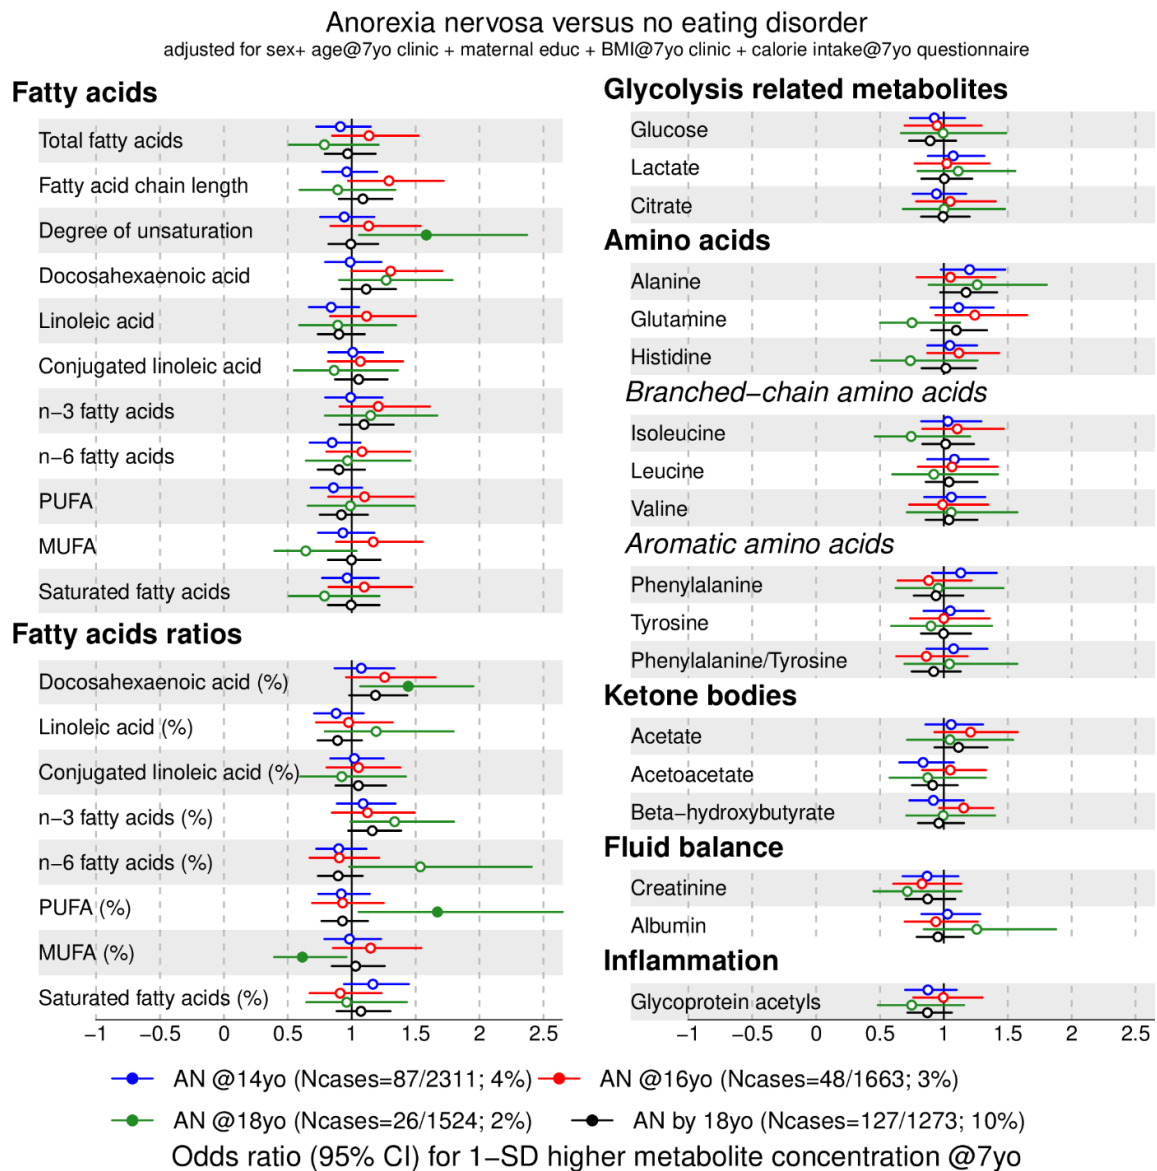 Anorexia nervosa versus no eating disorder
adjusted for sex+ age@7yo clinic + maternal educ + BMI@7yo clinic + calorie intake@7yo questionnaire
Fatty acids
Total fatty acids
Fatty acid chain length
Degree of unsaturation
Docosahexaenoic acid
Linoleic acid
Conjugated linoleic acid
n−3 fatty acids
n−6 fatty acids
PUFA
MUFA
Saturated fatty acids
Fatty acids ratios
Docosahexaenoic acid (%)
Linoleic acid (%)
Conjugated linoleic acid (%)
n−3 fatty acids (%)
n−6 fatty acids (%)
PUFA (%)
MUFA (%)
Saturated fatty acids (%)
−1 −0.5 0 0.5 1 1.5 2 2.5
Glycolysis related metabolites
Glucose
Lactate
Citrate
Amino acids
Alanine
Glutamine
Histidine
Branched−chain amino acids
Isoleucine
Leucine
Valine
Aromatic amino acids
Phenylalanine
Tyrosine
Phenylalanine/Tyrosine
Ketone bodies
Acetate
Acetoacetate
Beta−hydroxybutyrate
Fluid balance
Creatinine
Albumin
Inflammation
Glycoprotein acetyls
−1 −0.5 0 0.5 1 1.5 2 2.5
AN @14yo (Ncases=87/2311; 4%) AN @16yo (Ncases=48/1663; 3%)
AN @18yo (Ncases=26/1524; 2%) AN by 18yo (Ncases=127/1273; 10%)
Odds ratio (95% CI) for 1−SD higher metabolite concentration @7yo